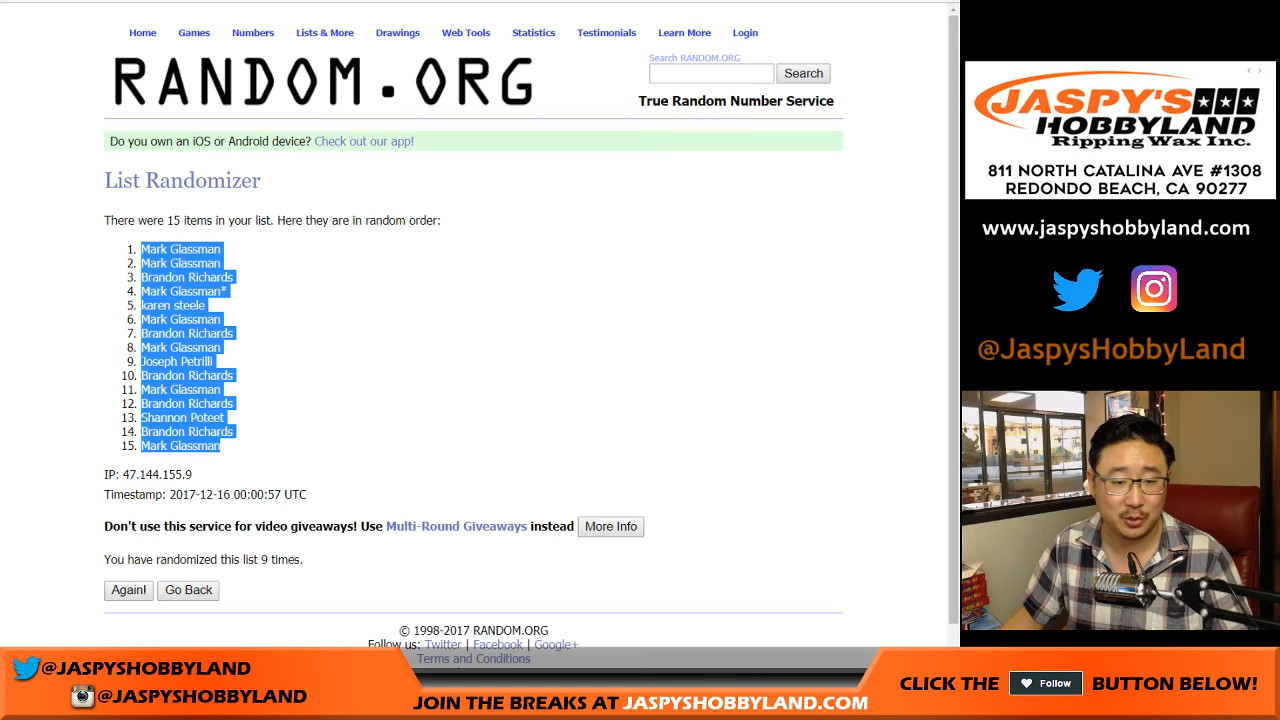 Home Games Numbers Lists & More Drawings Web Tools Statistics Testimonials Learn More Login
RANDOM.ORG
Search RANDOM.ORG
Search
True Random Number Service
Do you own an iOS or Android device? Check out our app!
List Randomizer
There were 15 items in your list. Here they are in random order:
1. Mark Glassman
2. Mark Glassman
3. Brandon Richards
4. Mark Glassman*
5. karen steele
6. Mark Glassman
7. Brandon Richards
8. Mark Glassman
9. Joseph Petrilli
10. Brandon Richards
11. Mark Glassman
12. Brandon Richards
13. Shannon Poteet
14. Brandon Richards
15. Mark Glassman
IP: 47.144.155.9
Timestamp: 2017-12-16 00:00:57 UTC
Don't use this service for video giveaways! Use Multi-Round Giveaways instead More Info
You have randomized this list 9 times.
Again! Go Back
© 1998-2017 RANDOM.ORG
Follow us: Twitter | Facebook | Google+
Terms and Conditions
JASPY'S
HOBBYLAND
Ripping Wax Inc.
811 NORTH CATALINA AVE #1308
REDONDO BEACH, CA 90277
www.jaspyshobbyland.com
@JaspysHobbyLand
@JASPYSHOBBYLAND
@JASPYSHOBBYLAND
JOIN THE BREAKS AT JASPYSHOBBYLAND.COM
CLICK THE Follow BUTTON BELOW!